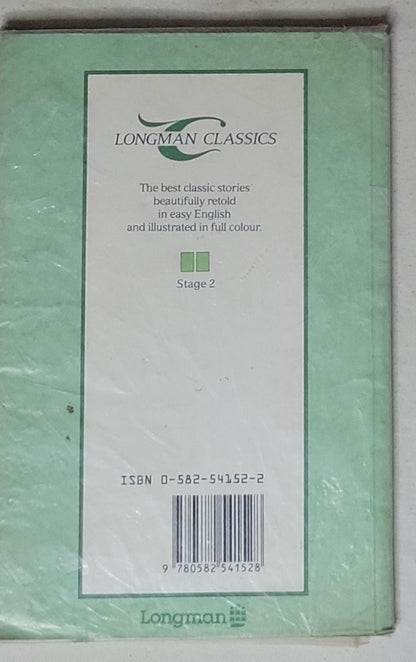 LONGMAN CLASSICS
The best classic stories
beautifully retold
in easy English
and illustrated in full colour.
Stage 2
ISBN 0-582-54152-2
9 780582 541528
Longman